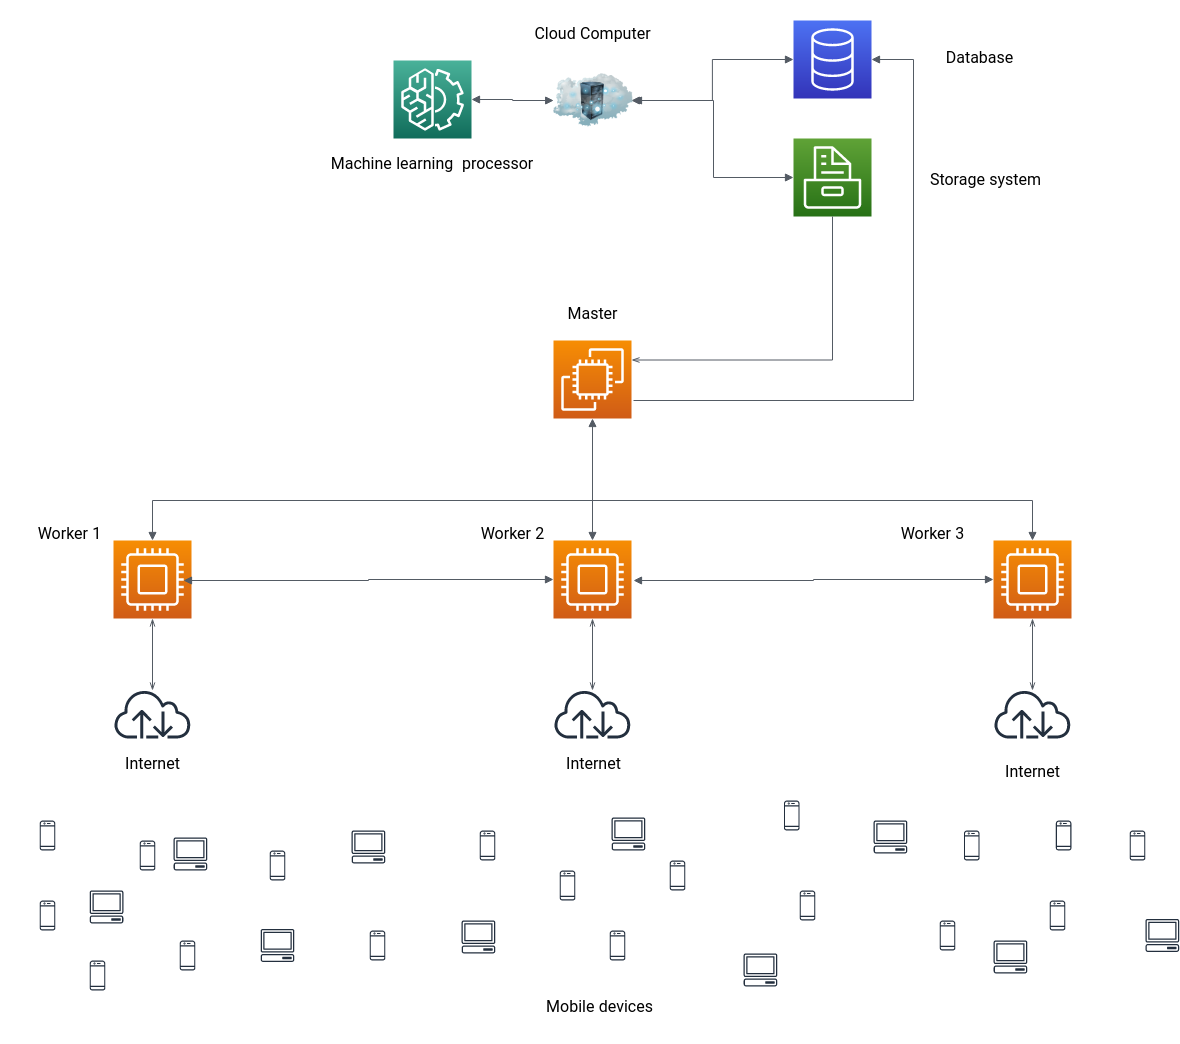 Cloud Computer
Database
Machine learning  processor
Storage system
Master
Worker 1
Worker 2
Worker 3
Internet
Internet
Internet
Mobile devices